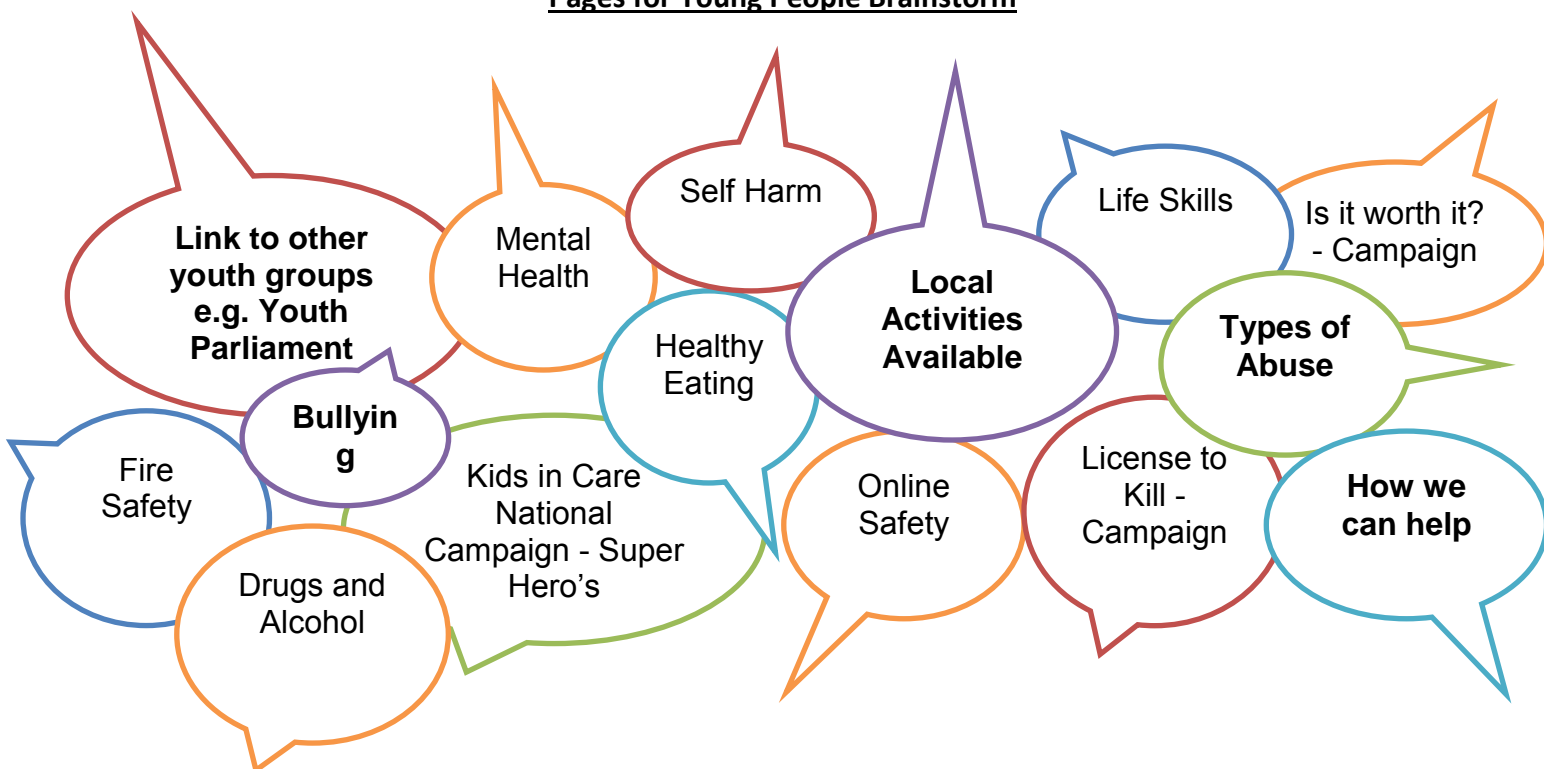 Pages for Young People Brainstorm
Link to other
youth groups
e.g. Youth
Parliament
Mental
Health
Self Harm
Local
Activities
Available
Life Skills
Is it worth it?
- Campaign
Healthy
Eating
Types of
Abuse
Bullyin
g
Fire
Safety
Kids in Care
National
Campaign - Super
Hero's
Online
Safety
License to
Kill -
Campaign
How we
can help
Drugs and
Alcohol